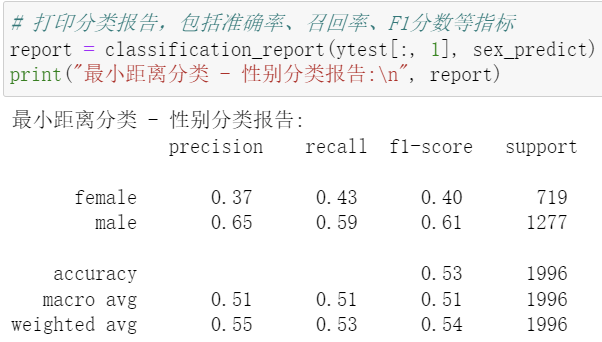 # 打印分类报告，包括准确率、召回率、F1分数等指标
report = classification_report(ytest[:, 1], sex_predict)
print("最小距离分类 - 性别分类报告:\n", report)
最小距离分类 - 性别分类报告:
precision recall f1-score support
female 0.37 0.43 0.40 719
male 0.65 0.59 0.61 1277
accuracy 0.53 1996
macro avg 0.51 0.51 0.51 1996
weighted avg 0.55 0.53 0.54 1996